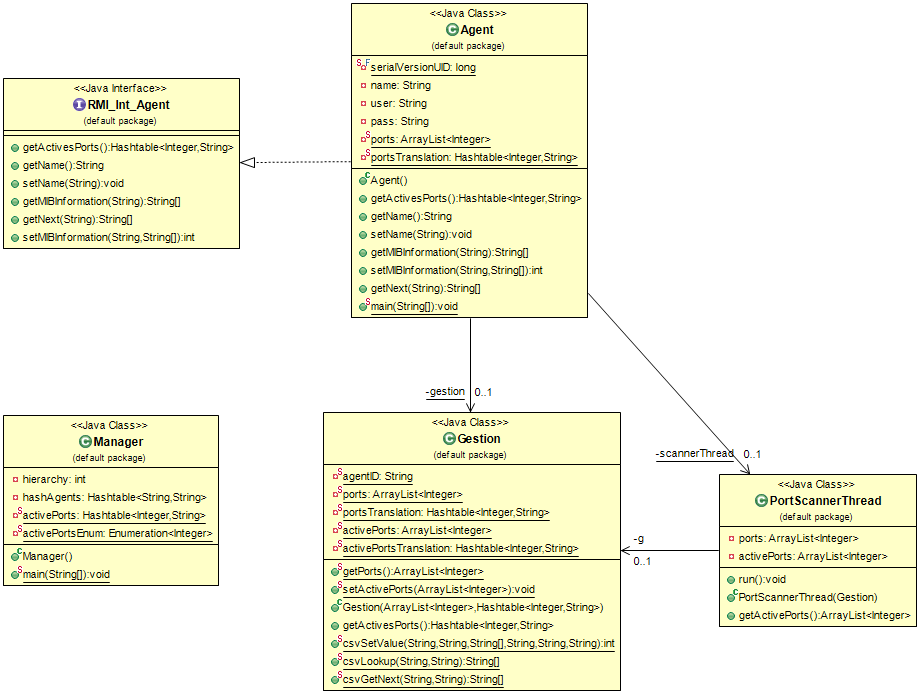 <<Java Class>>
Agent
(default package)
serialVersionUID: long
name: String
user: String
pass: String
ports: ArrayList<Integer>
portsTranslation: Hashtable<Integer,String>
Agent()
getActivesPorts():Hashtable<Integer,String>
getName():String
setName(String):void
getMIBInformation(String):String[]
setMIBInformation(String,String[]):int
getNext(String):String[]
main(String[]):void
<<Java Interface>>
RMI_Int_Agent
(default package)
getActivesPorts():Hashtable<Integer,String>
getName():String
setName(String):void
getMIBInformation(String):String[]
getNext(String):String[]
setMIBInformation(String,String[]):int
-gestion 0..1
-scannerThread 0..1
<<Java Class>>
Manager
(default package)
hierarchy: int
hashAgents: Hashtable<String,String>
activePorts: Hashtable<Integer,String>
activePortsEnum: Enumeration<Integer>
Manager()
main(String[]):void
<<Java Class>>
Gestion
(default package)
agentID: String
ports: ArrayList<Integer>
portsTranslation: Hashtable<Integer,String>
activePorts: ArrayList<Integer>
activePortsTranslation: Hashtable<Integer,String>
getPorts():ArrayList<Integer>
setActivePorts(ArrayList<Integer>):void
Gestion(ArrayList<Integer>,Hashtable<Integer,String>)
getActivesPorts():Hashtable<Integer,String>
csvSetValue(String,String,String[],String,String,String):int
csvLookup(String,String):String[]
csvGetNext(String,String):String[]
-g
0..1
<<Java Class>>
PortScannerThread
(default package)
ports: ArrayList<Integer>
activePorts: ArrayList<Integer>
run():void
PortScannerThread(Gestion)
getActivePorts():ArrayList<Integer>